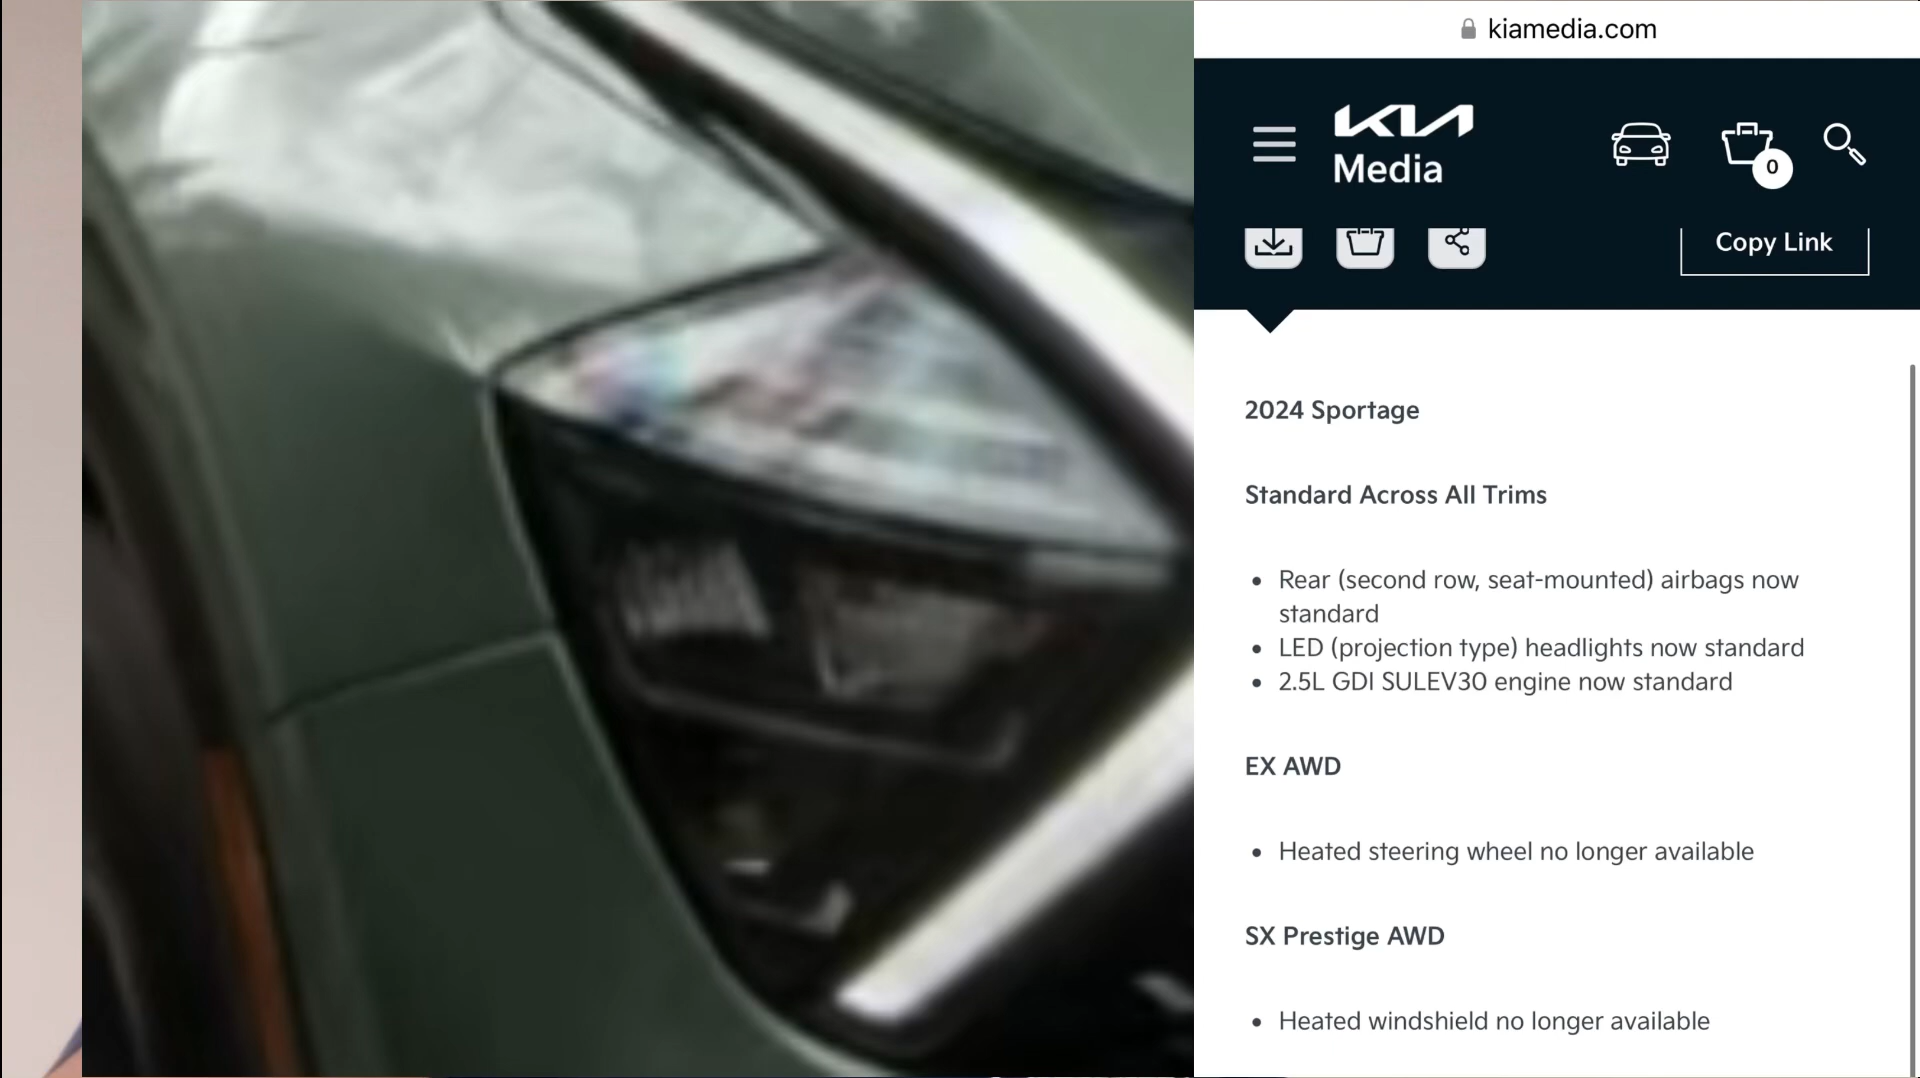 kiamedia.com
KIA
Media
0
Copy Link
2024 Sportage
Standard Across All Trims
• Rear (second row, seat-mounted) airbags now
standard
• LED (projection type) headlights now standard
• 2.5L GDI SULEV30 engine now standard
EX AWD
• Heated steering wheel no longer available
SX Prestige AWD
• Heated windshield no longer available